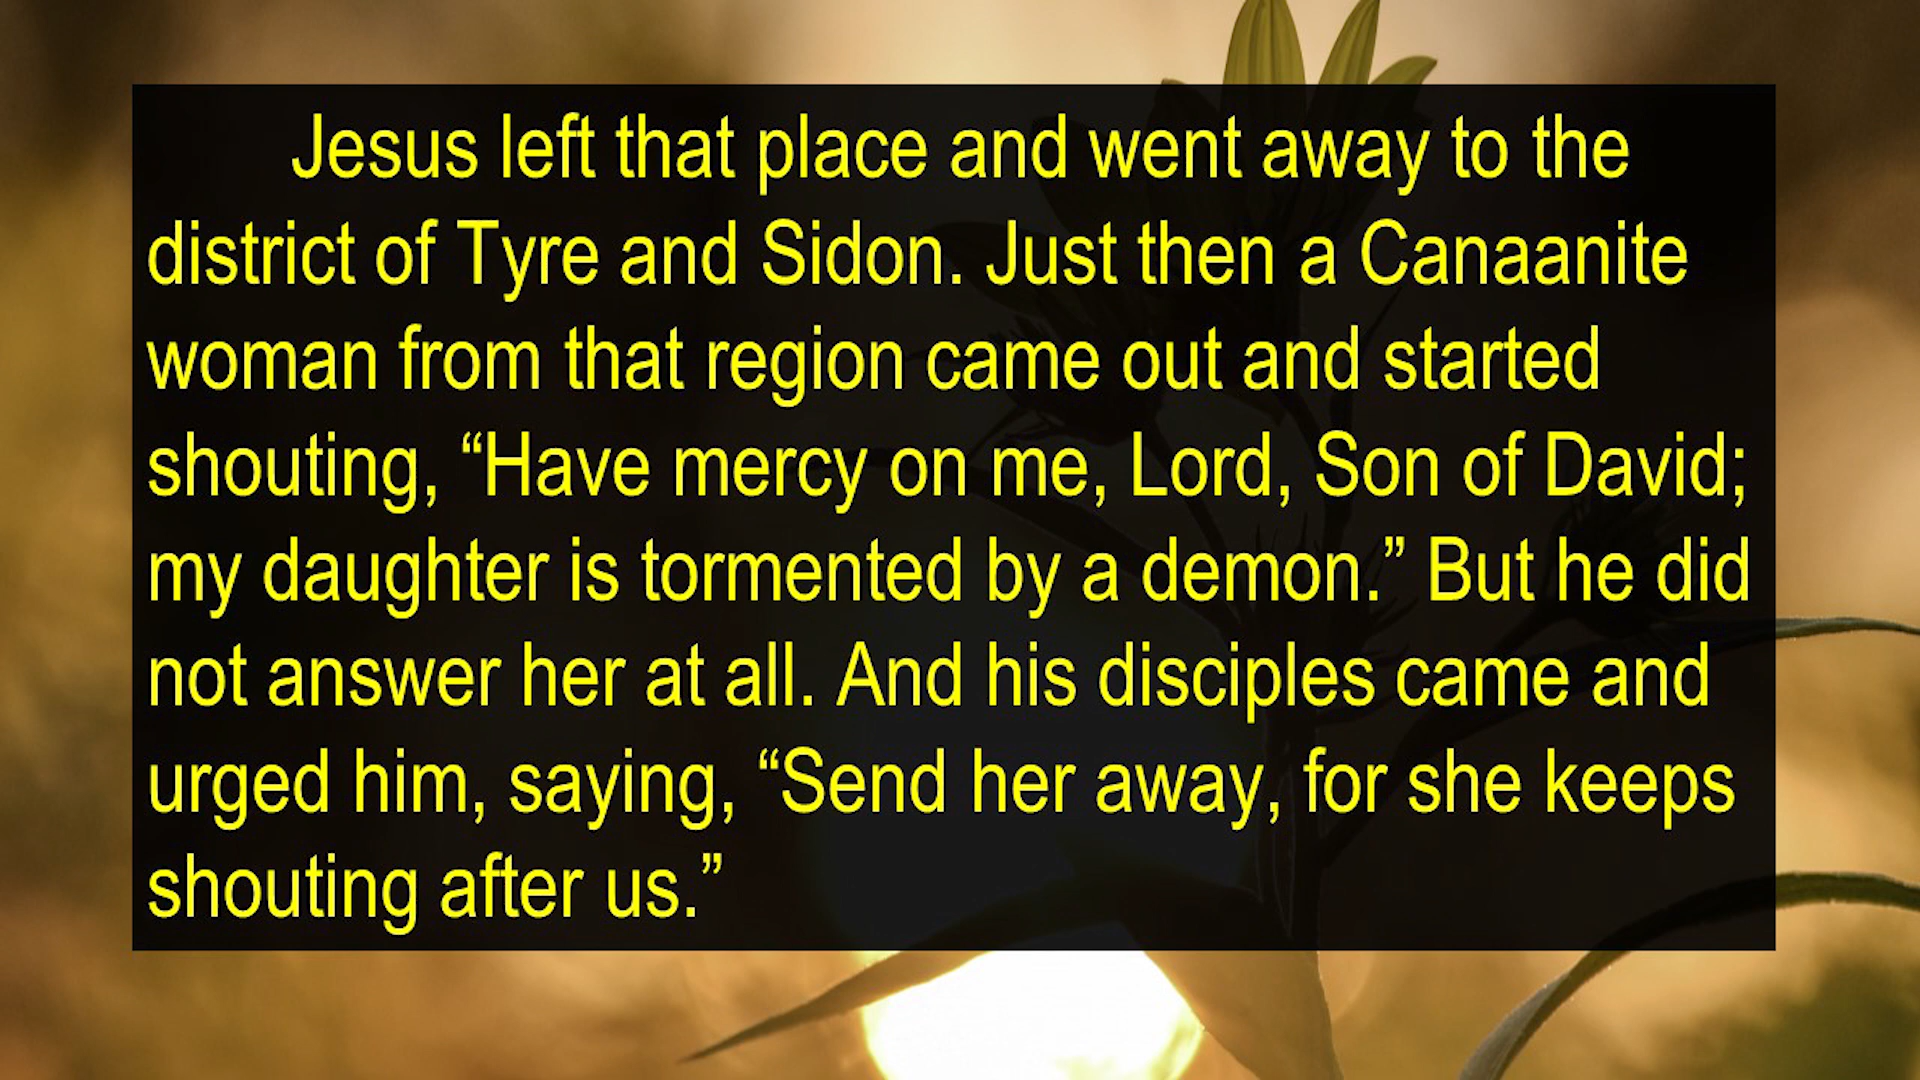 Jesus left that place and went away to the
district of Tyre and Sidon. Just then a Canaanite
woman from that region came out and started
shouting, “Have mercy on me, Lord, Son of David;
my daughter is tormented by a demon.” But he did
not answer her at all. And his disciples came and
urged him, saying, “Send her away, for she keeps
shouting after us.”